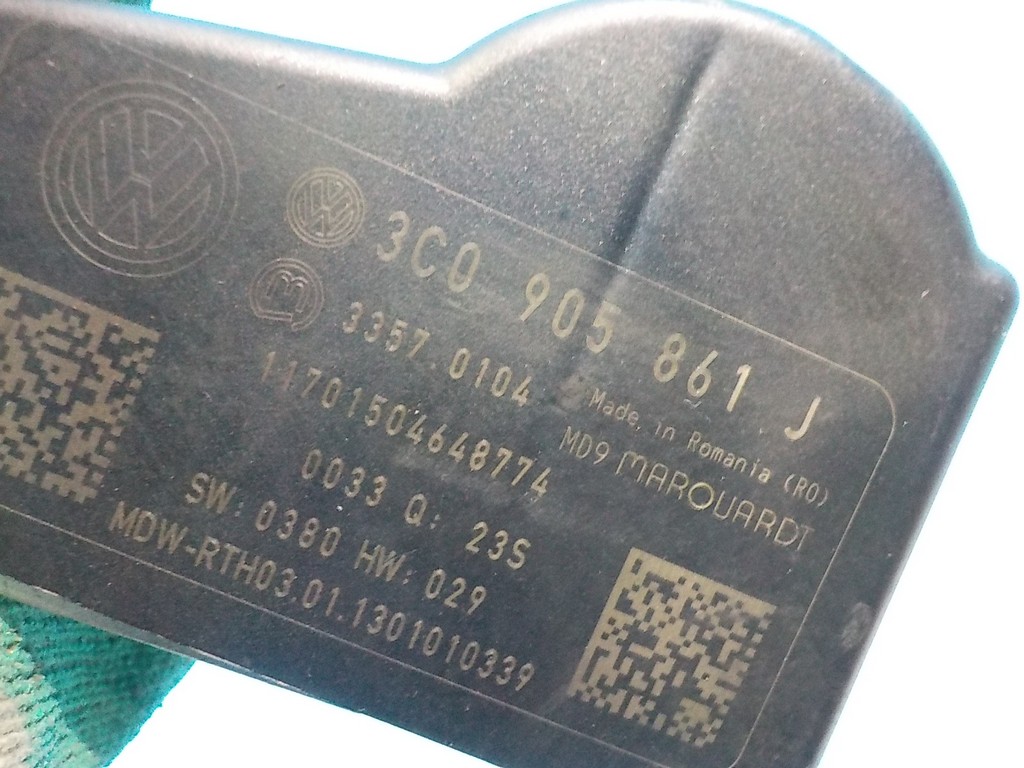 3C0 905 861 J
3357.0104
Made in Romania (RO)
11701504648774
MD9 MARQUARDT
0033 Q: 23S
SW: 0380 HW: 029
MDW-RTH03.01.1301010339